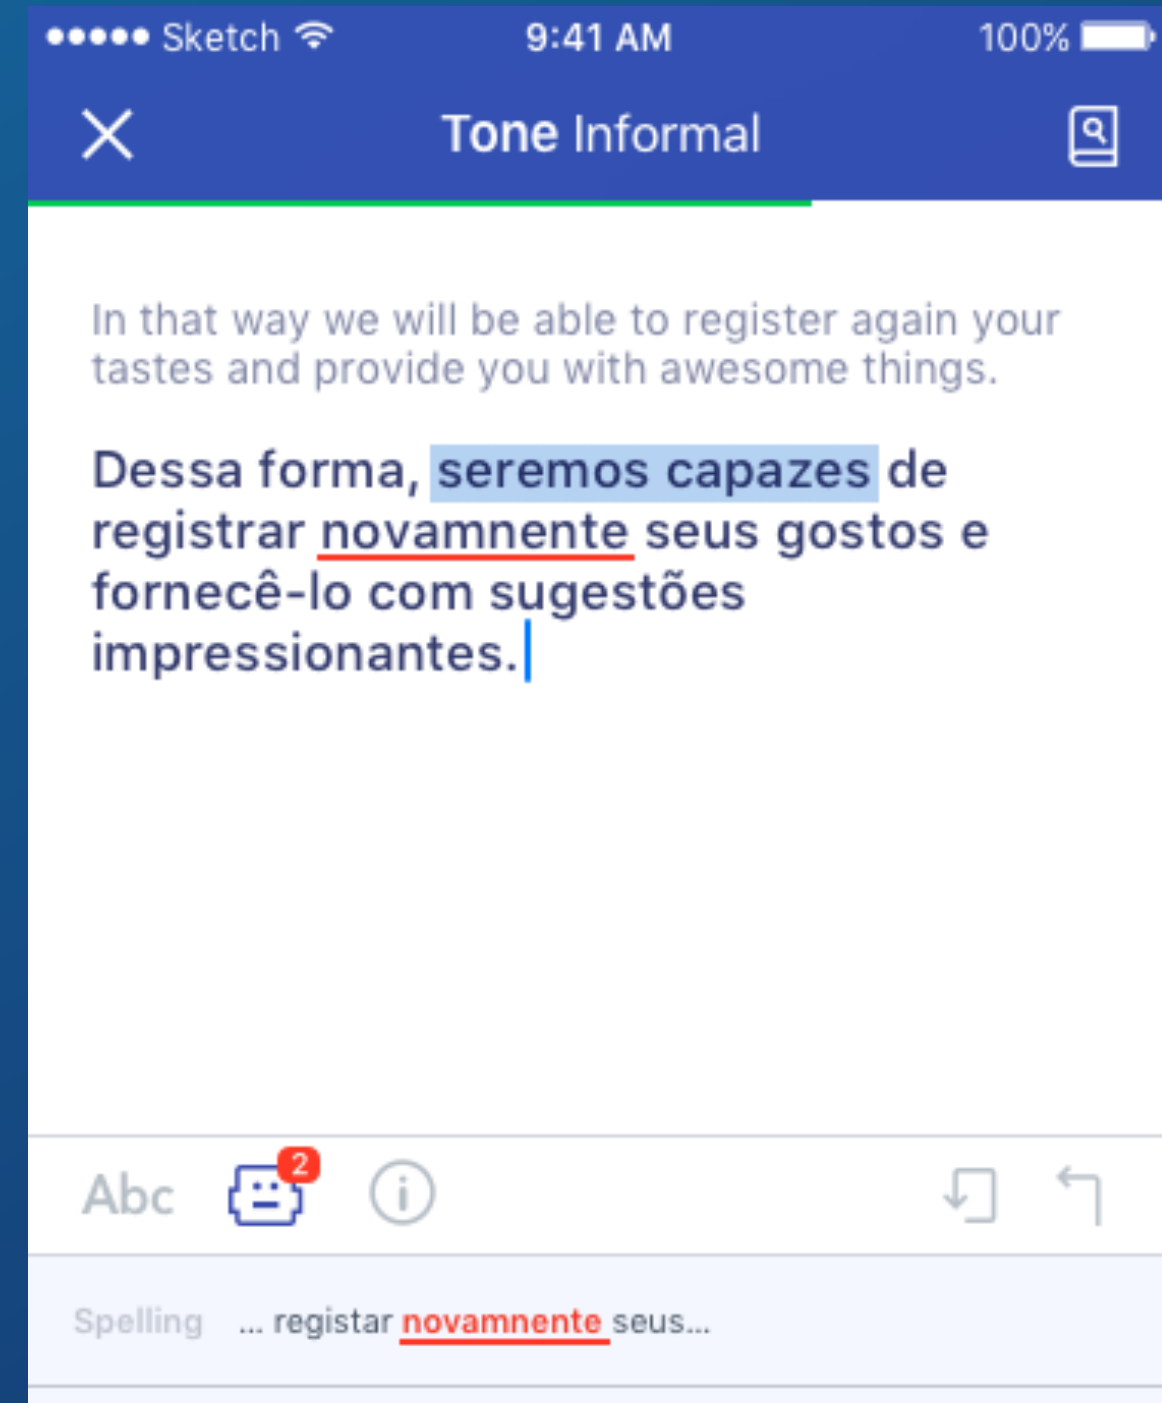 Sketch 9:41 AM 100%
Tone Informal
In that way we will be able to register again your
tastes and provide you with awesome things.
Dessa forma, seremos capazes de
registrar novamnente seus gostos e
fornecê-lo com sugestões
impressionantes.
Abc 2
Spelling ... registar novamnente seus...